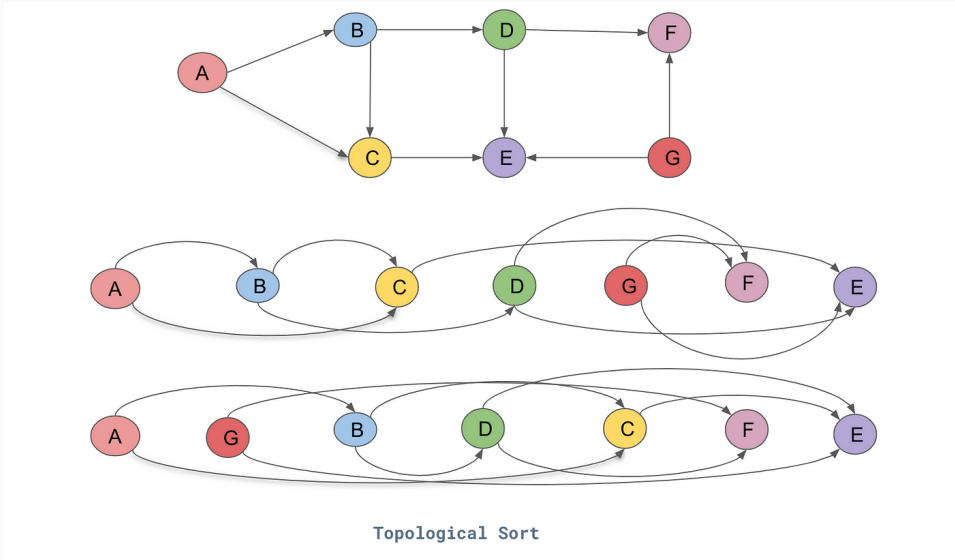 B D F
A
C E G
A B C D G F E
A G B D C F E
Topological Sort